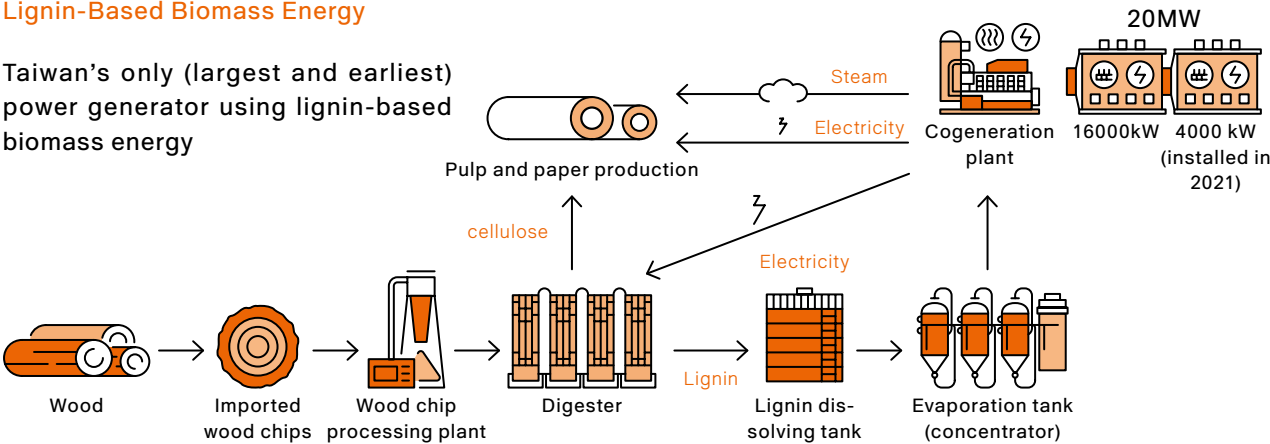 Lignin-Based Biomass Energy
Taiwan's only (largest and earliest)
power generator using lignin-based
biomass energy
20MW
Steam
Electricity
Cogeneration
plant
16000kW
4000 kW
(installed in
2021)
Pulp and paper production
cellulose
Electricity
Lignin
Wood
Imported
wood chips
Wood chip
processing plant
Digester
Lignin dis-
solving tank
Evaporation tank
(concentrator)